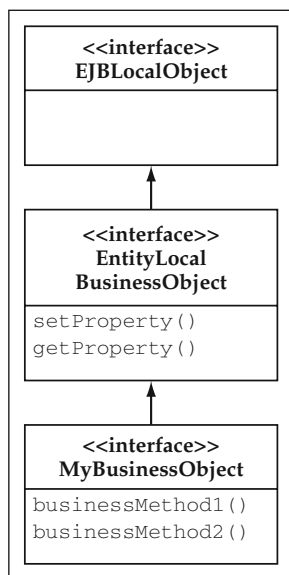 <<interface>>
EJBLocalObject
<<interface>>
EntityLocal
BusinessObject
setProperty()
getProperty()
<<interface>>
MyBusinessObject
businessMethod1()
businessMethod2()